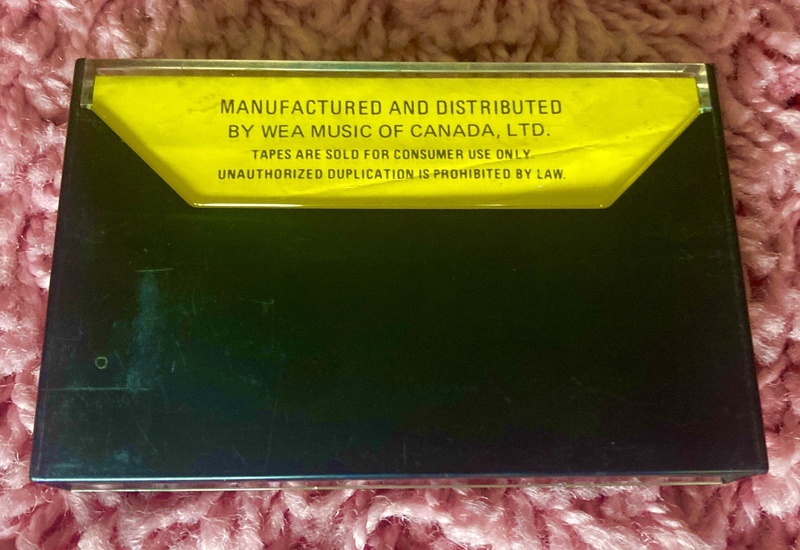 MANUFACTURED AND DISTRIBUTED
BY WEA MUSIC OF CANADA, LTD.
TAPES ARE SOLD FOR CONSUMER USE ONLY.
UNAUTHORIZED DUPLICATION IS PROHIBITED BY LAW.